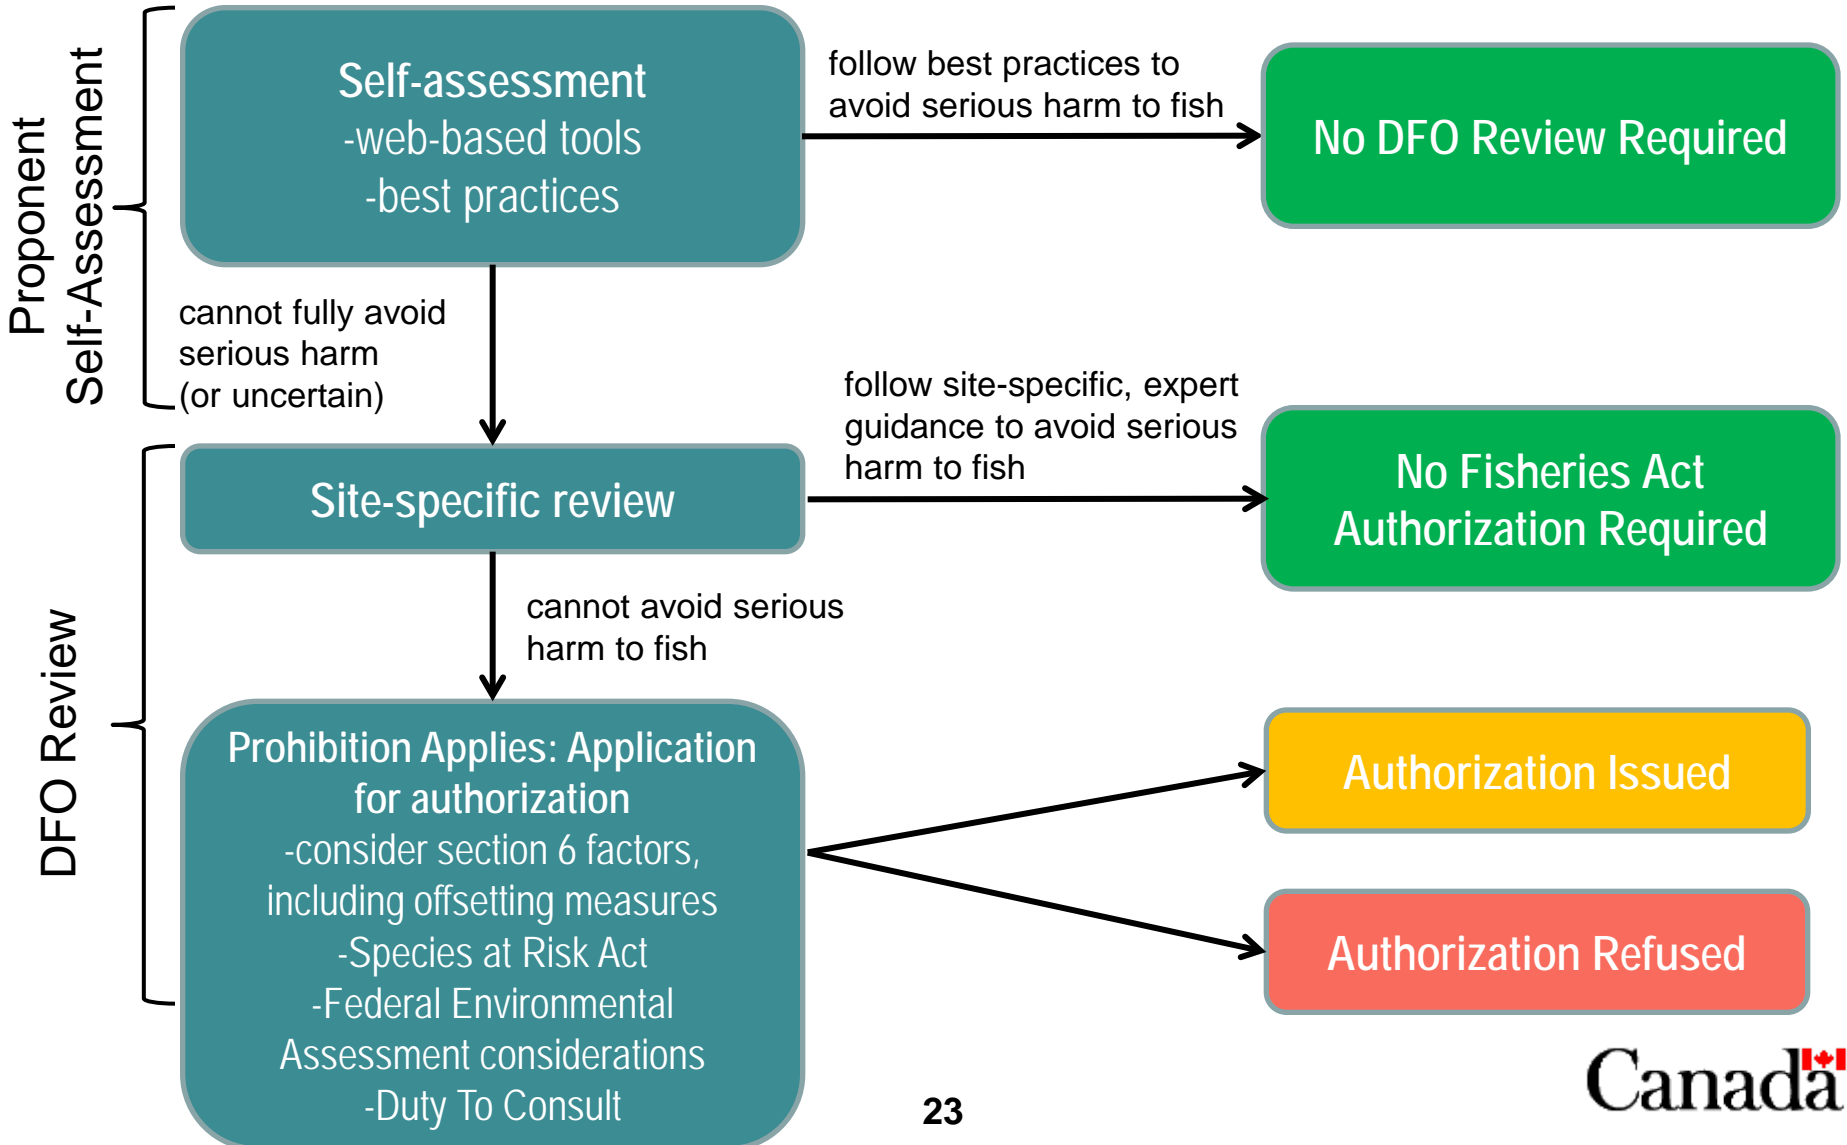 Proponent
Self-Assessment
Self-assessment
-web-based tools
-best practices
follow best practices to
avoid serious harm to fish
No DFO Review Required
cannot fully avoid
serious harm
(or uncertain)
DFO Review
Site-specific review
follow site-specific, expert
guidance to avoid serious
harm to fish
No Fisheries Act
Authorization Required
cannot avoid serious
harm to fish
Prohibition Applies: Application
for authorization
-consider section 6 factors,
including offsetting measures
-Species at Risk Act
-Federal Environmental
Assessment considerations
-Duty To Consult
Authorization Issued
Authorization Refused
23
Canada